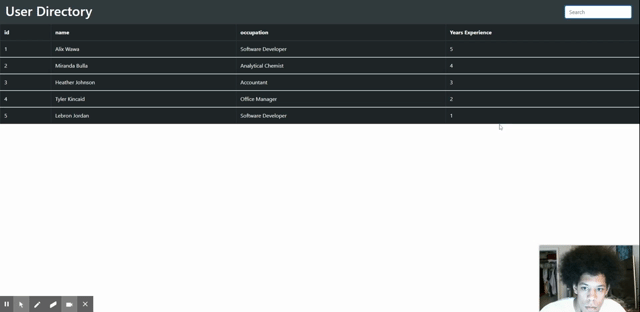 User Directory
Search
id name occupation Years Experience
1 Alix Wawa Software Developer 5
2 Miranda Bulla Analytical Chemist 4
3 Heather Johnson Accountant 3
4 Tyler Kincaid Office Manager 2
5 Lebron Jordan Software Developer 1